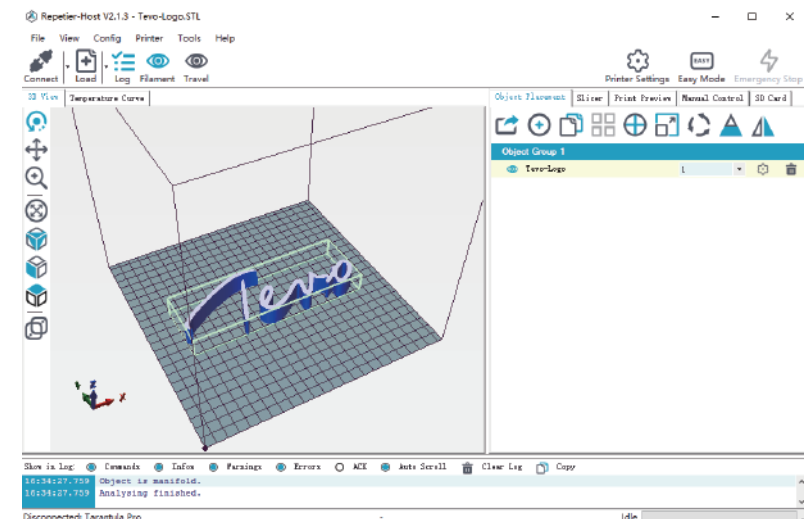 Repetier-Host V2.1.3 - Tevo-Logo.STL
File View Config Printer Tools Help
Connect Load Log Filament Travel Printer Settings Easy Mode Emergency Stop
EASY
3D View Temperature Curve Object Placement Slicer Print Preview Manual Control SD Card
Object Group 1
Tevo-Logo 1
Tevo
Z
X
Show in Log: Commands Infos Warnings Errors ACK Auto Scroll Clear Log Copy
16:34:27.759 Object is manifold.
16:34:27.759 Analysing finished.
Disconnected: Tarantula Pro - Idle